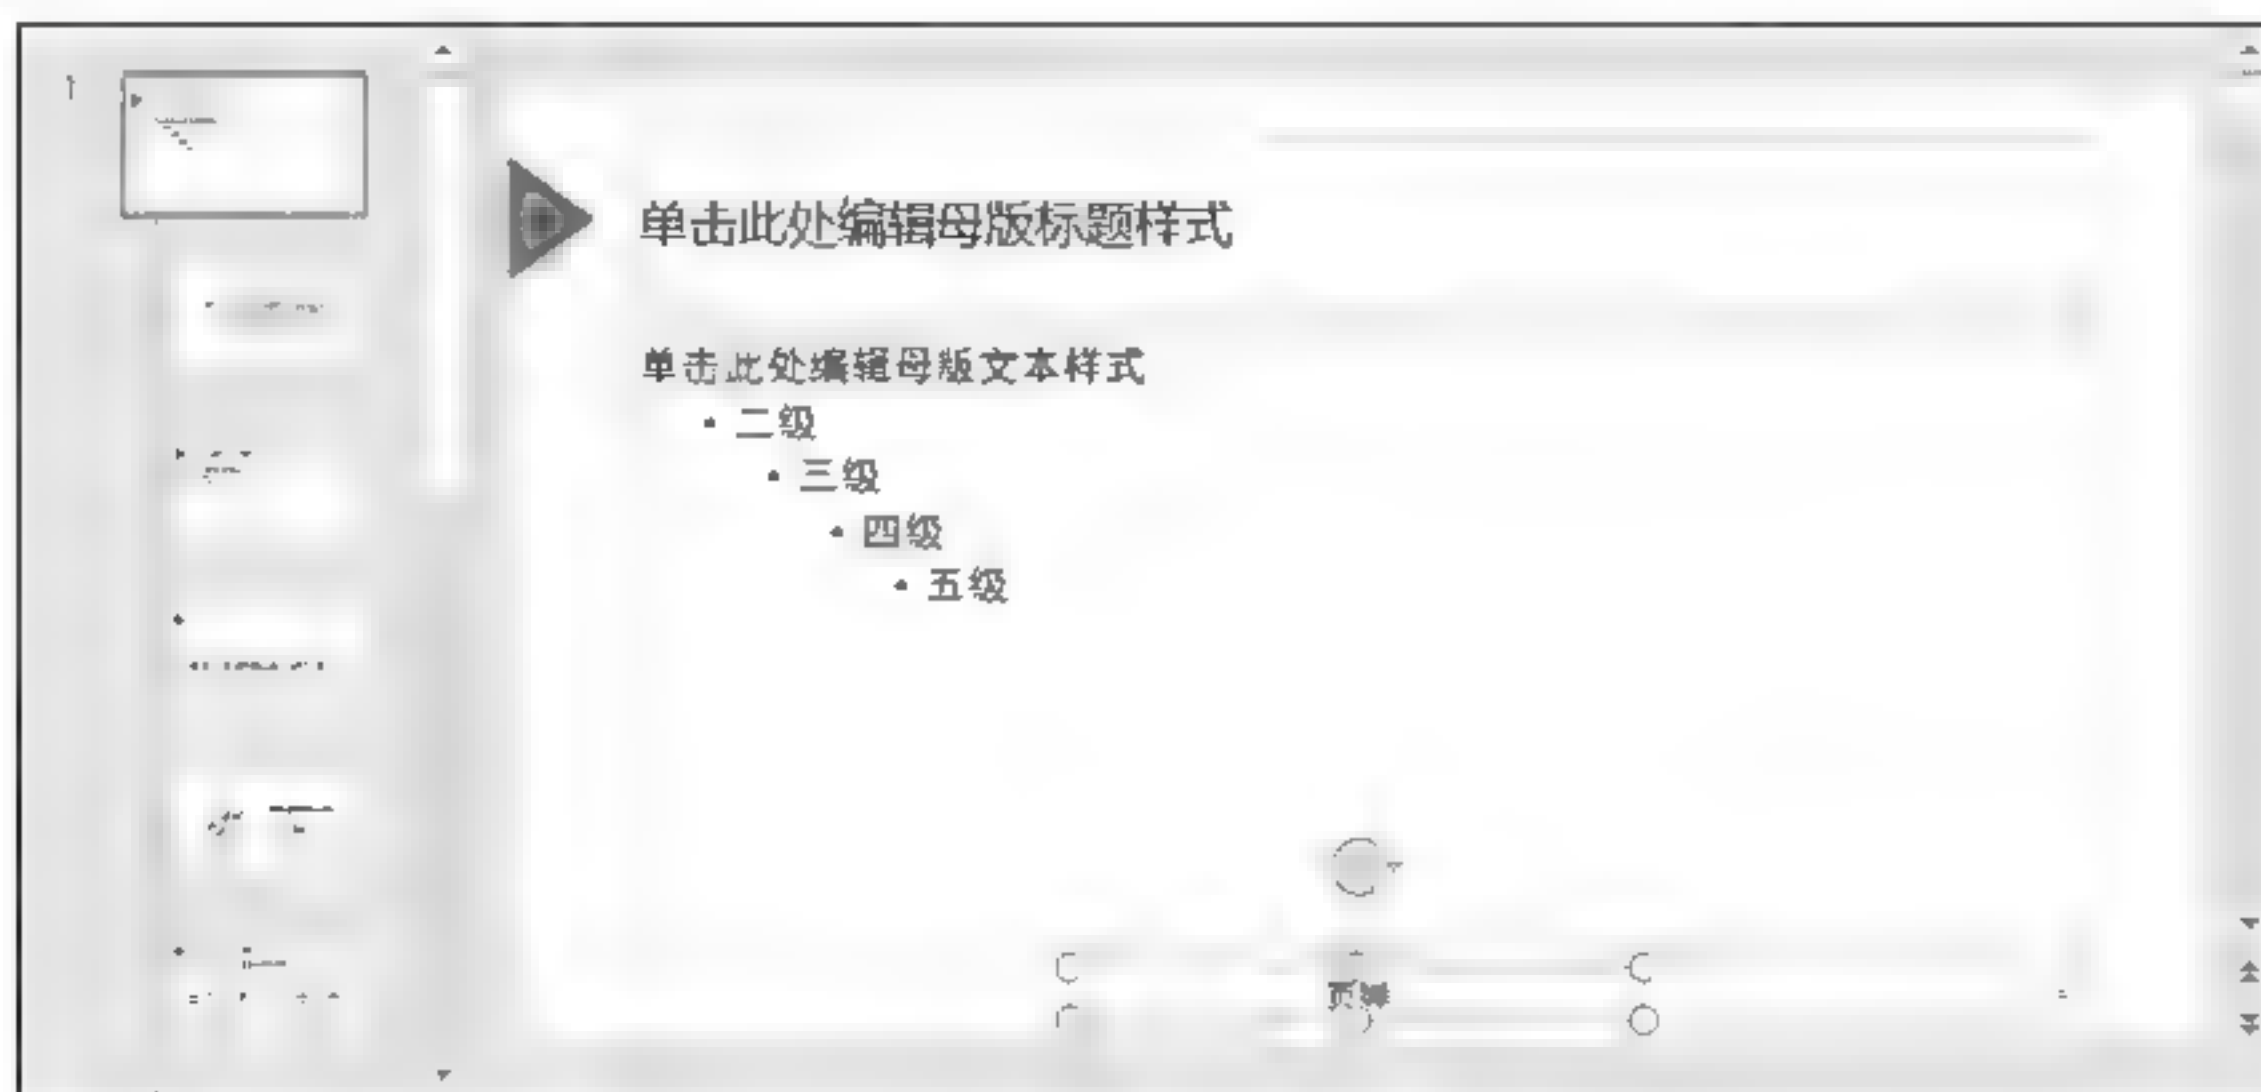 1
单击此处编辑母版标题样式
单击此处编辑母版文本样式
• 二级
• 三级
• 四级
• 五级
页脚